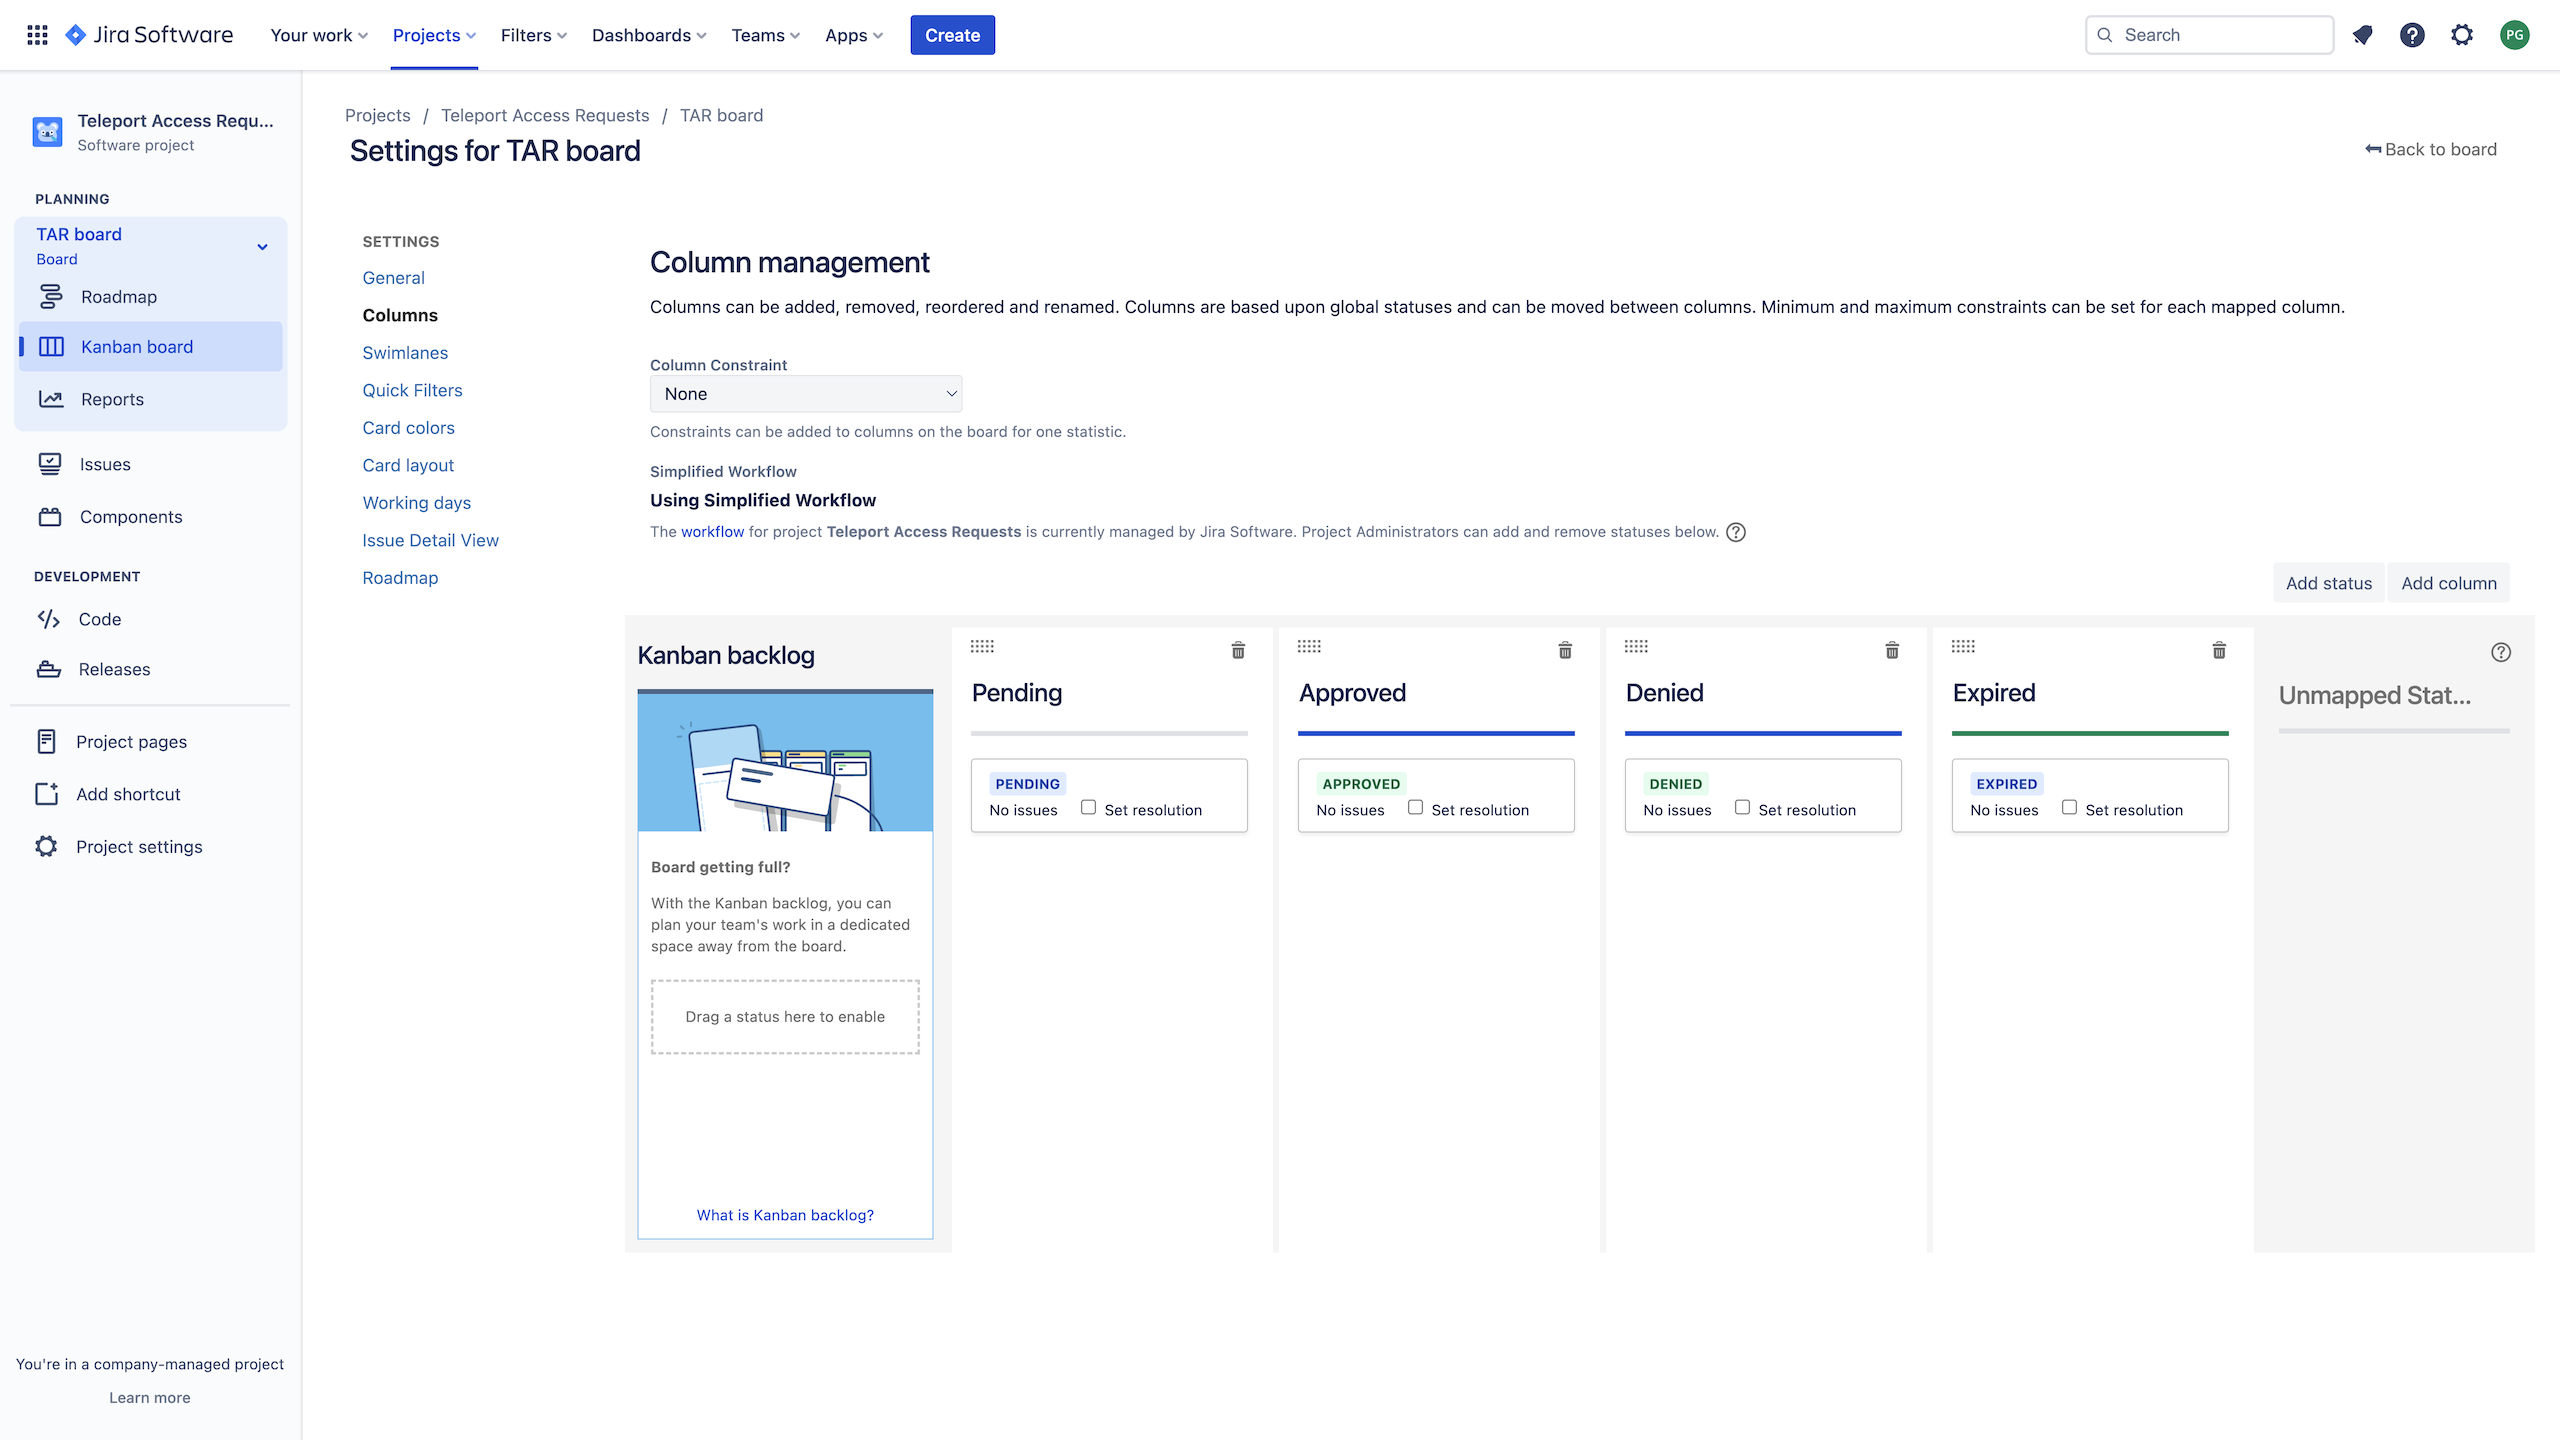 Jira Software Your work Projects Filters Dashboards Teams Apps Create Search PG
Teleport Access Requ...
Software project
PLANNING
TAR board
Board
Roadmap
Kanban board
Reports
Issues
Components
DEVELOPMENT
Code
Releases
Project pages
Add shortcut
Project settings
You're in a company-managed project
Learn more
Projects / Teleport Access Requests / TAR board
Settings for TAR board
Back to board
SETTINGS
General
Columns
Swimlanes
Quick Filters
Card colors
Card layout
Working days
Issue Detail View
Roadmap
Column management
Columns can be added, removed, reordered and renamed. Columns are based upon global statuses and can be moved between columns. Minimum and maximum constraints can be set for each mapped column.
Column Constraint
None
Constraints can be added to columns on the board for one statistic.
Simplified Workflow
Using Simplified Workflow
The workflow for project Teleport Access Requests is currently managed by Jira Software. Project Administrators can add and remove statuses below.
Add status Add column
Kanban backlog
Board getting full?
With the Kanban backlog, you can
plan your team's work in a dedicated
space away from the board.
Drag a status here to enable
What is Kanban backlog?
Pending
PENDING
No issues Set resolution
Approved
APPROVED
No issues Set resolution
Denied
DENIED
No issues Set resolution
Expired
EXPIRED
No issues Set resolution
Unmapped Stat...